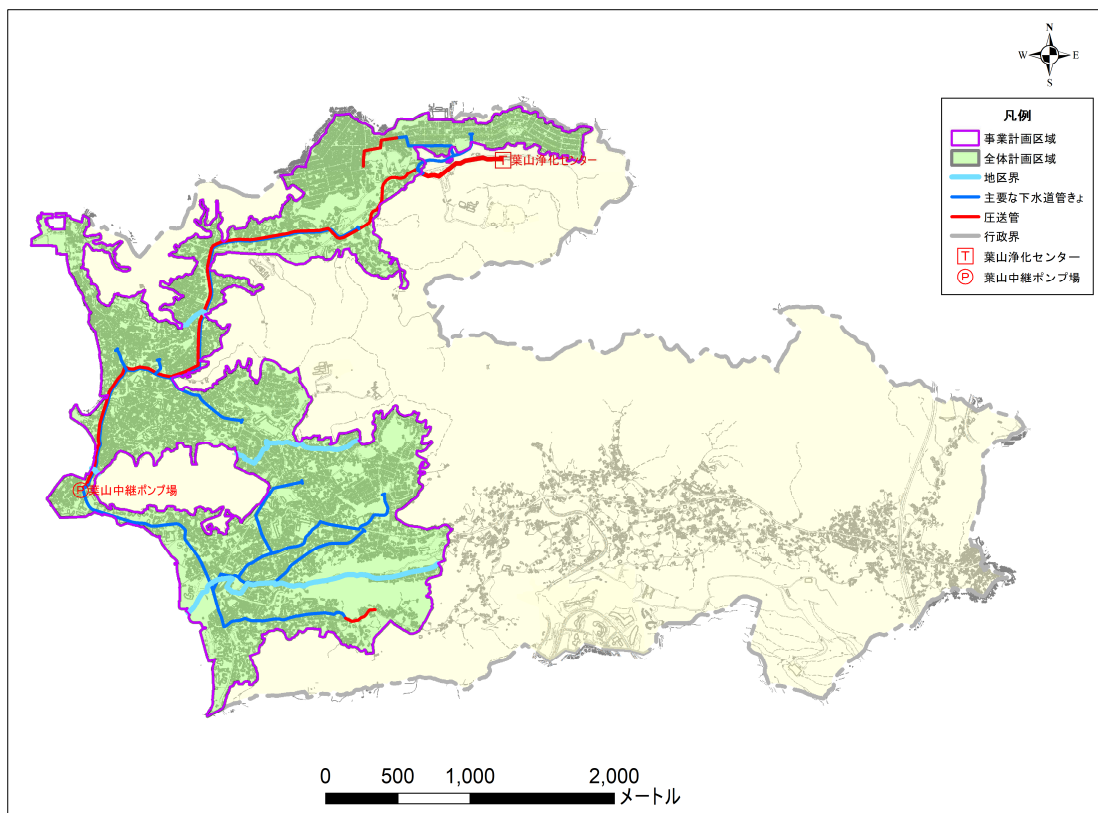 N
W E
S
凡例
事業計画区域
全体計画区域
地区界
主要な下水道管きょ
圧送管
行政界
T 葉山浄化センター
P 葉山中継ポンプ場
T 葉山浄化センター
P 葉山中継ポンプ場
0 500 1,000 2,000
メートル